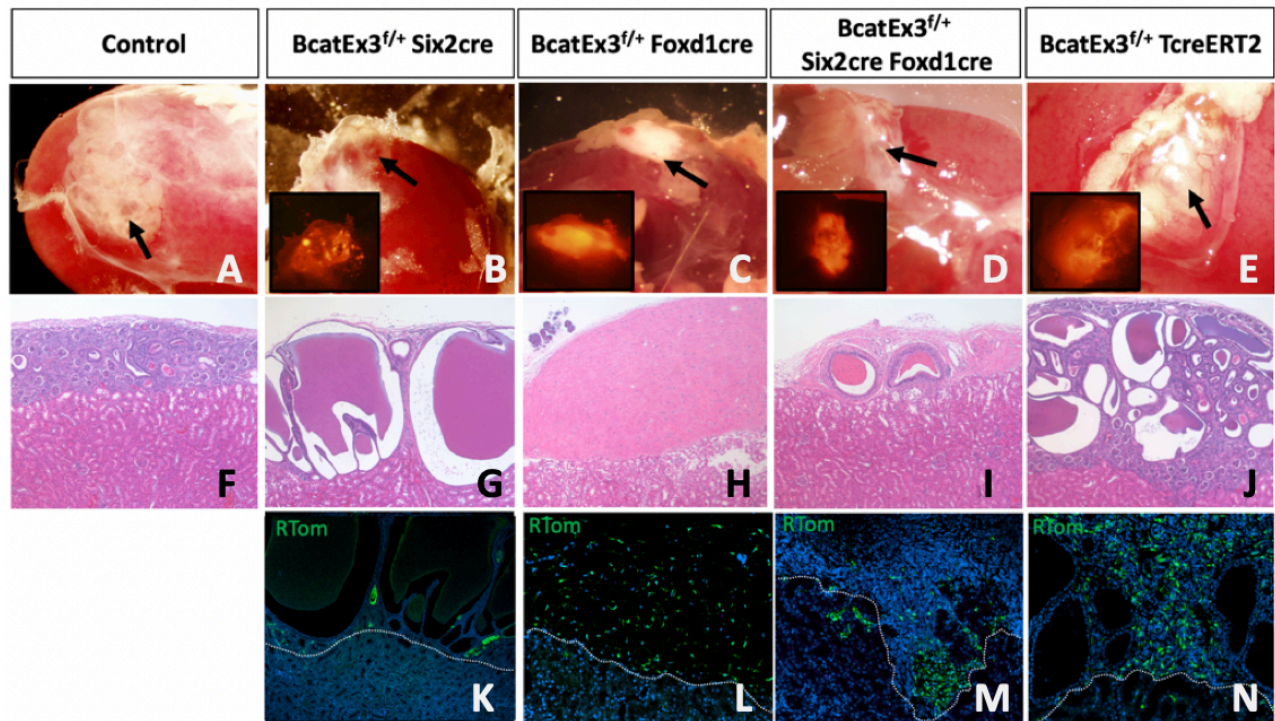 Control
BcatEx3f/+ Six2cre
BcatEx3f/+ Foxd1cre
BcatEx3f/+
Six2cre Foxd1cre
BcatEx3f/+ TcreERT2
A
B
C
D
E
F
G
H
I
J
RTom
K
RTom
L
RTom
M
RTom
N